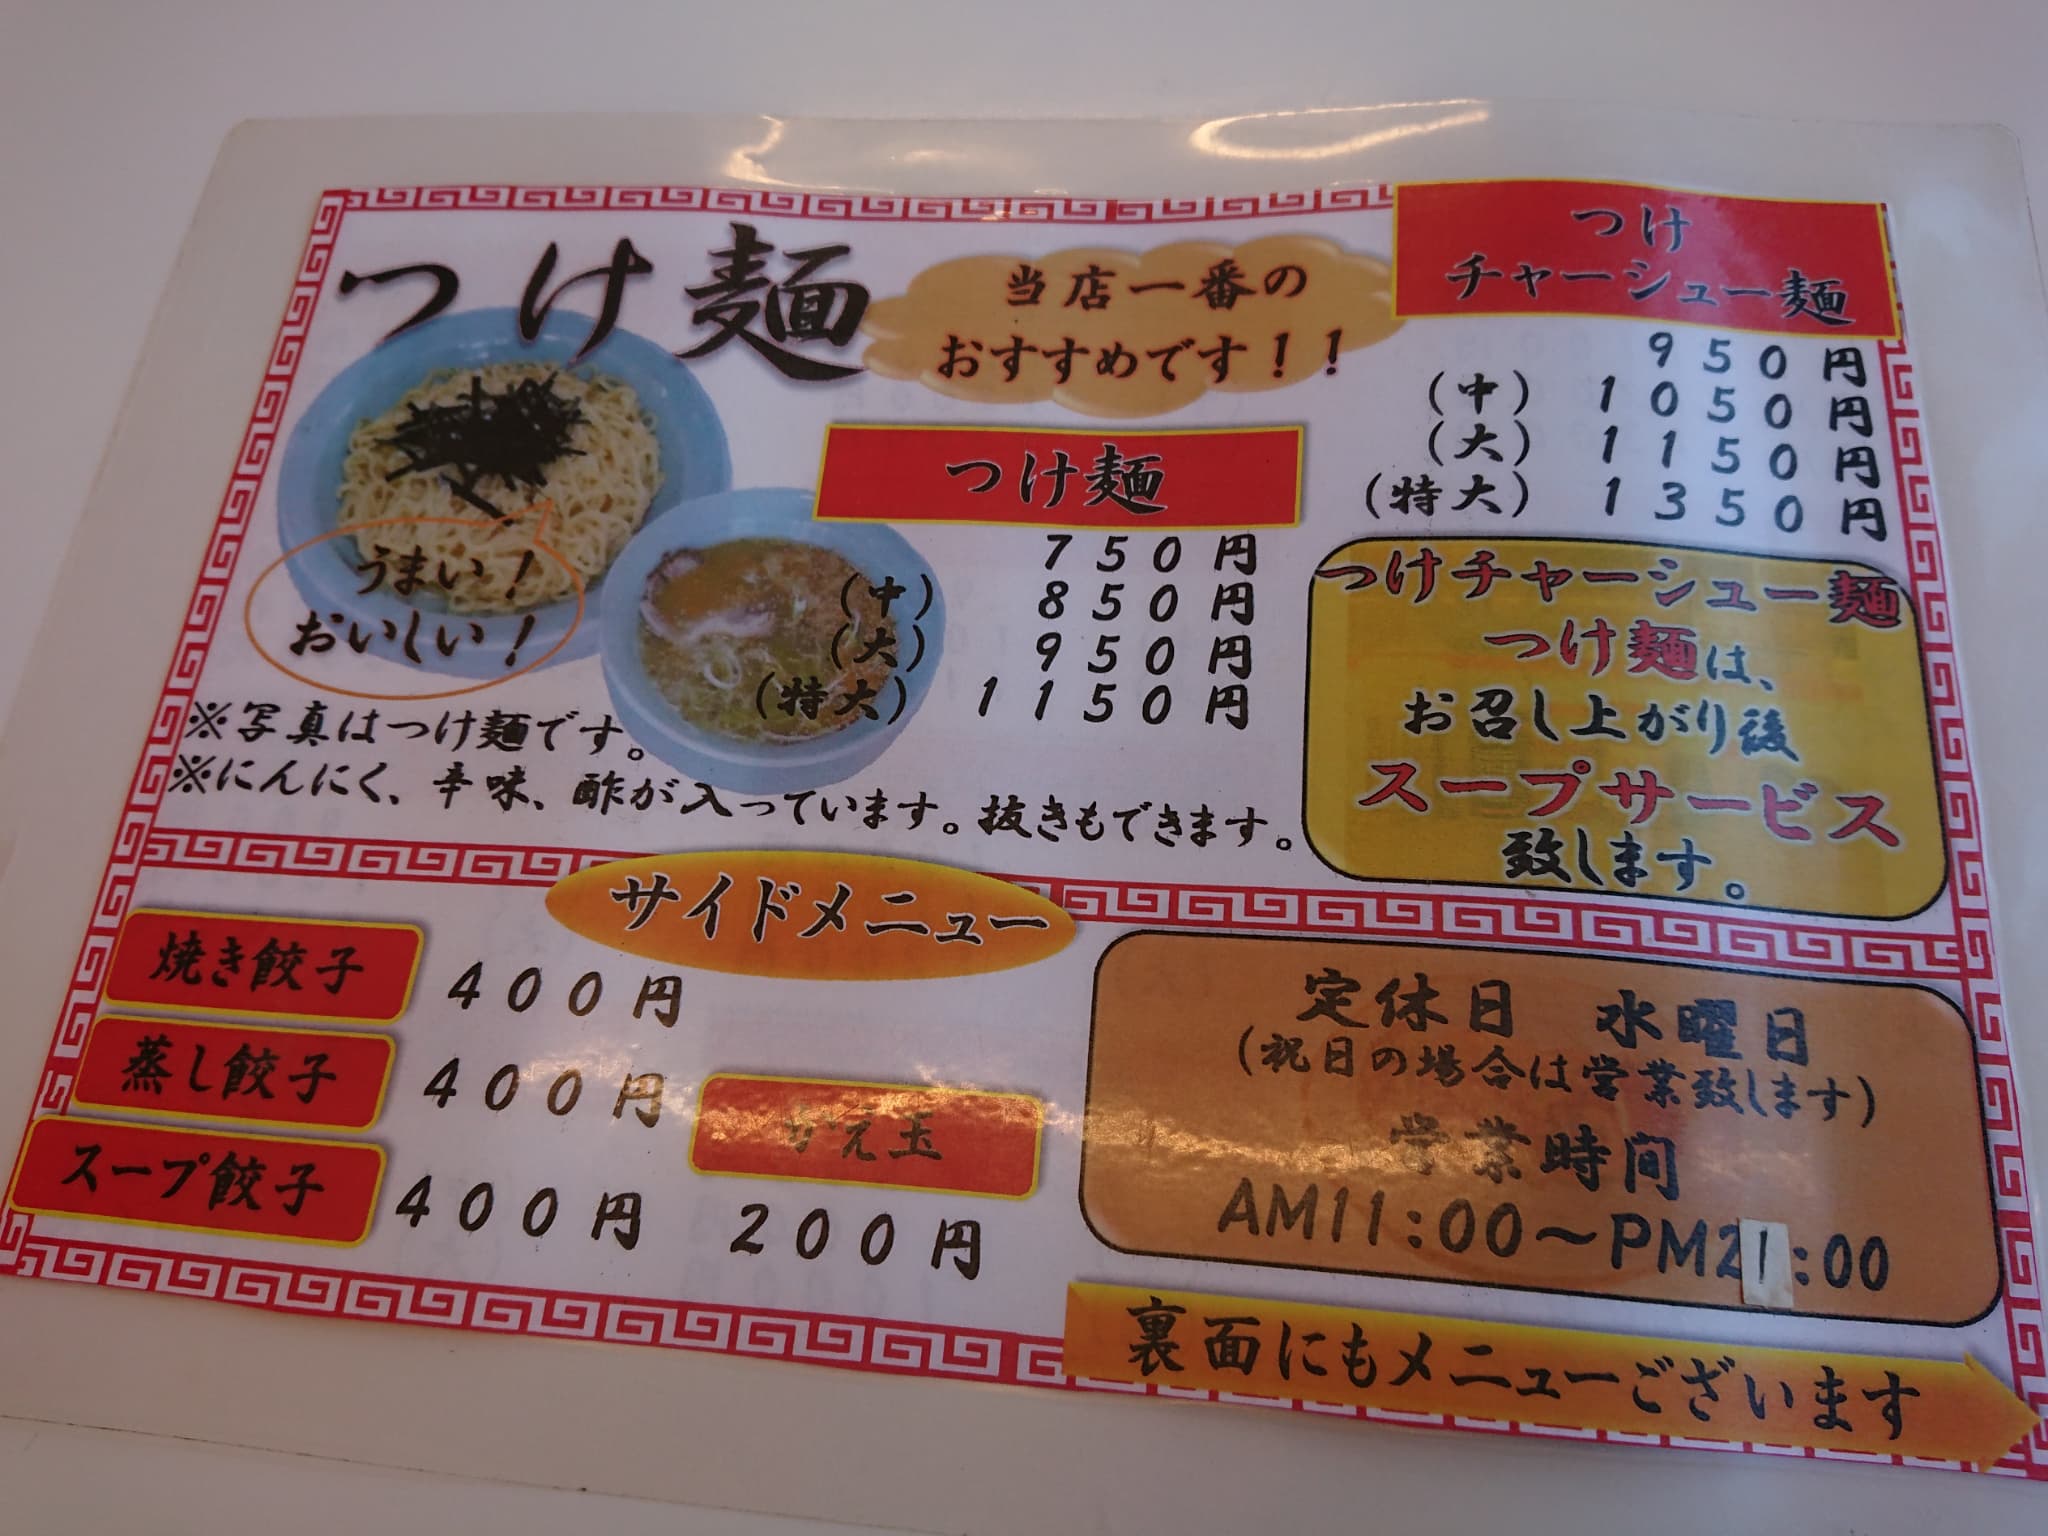 つけ麺
当店一番の
おすすめです！！
うまい！
おいしい！
つけ麺
750円
(中) 850円
(大) 950円
(特大) 1150円
つけ
チャーシュー麺
950円
(中) 1050円
(大) 1150円
(特大) 1350円
つけチャーシュー麺
つけ麺は、
お召し上がり後
スープサービス
致します。
※写真はつけ麺です。
※にんにく、辛味、酢が入っています。抜きもできます。
サイドメニュー
焼き餃子 400円
蒸し餃子 400円
スープ餃子 400円
かえ玉
200円
定休日 水曜日
(祝日の場合は営業致します)
営業時間
AM11:00～PM21:00
裏面にもメニューございます